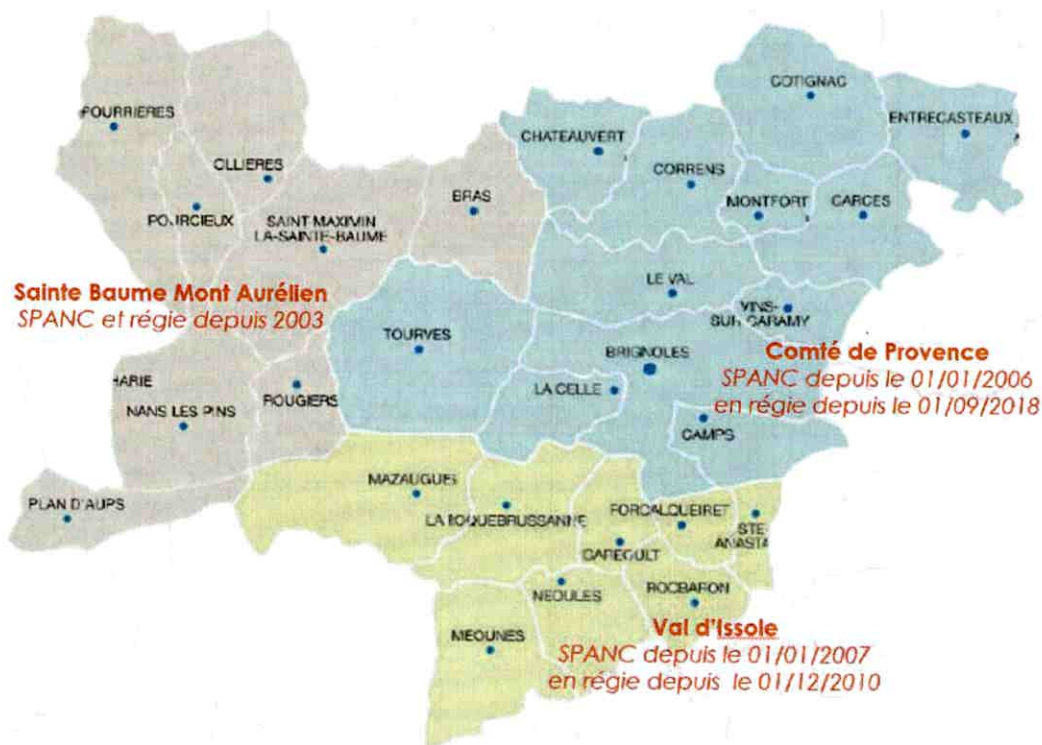 COTIGNAC
POURRIERES
ENTRECASTEAUX
CHATEAUVERT
OLLIERES
CORRENS
BRAS
MONTFORT
CARCES
POURCIEUX
SAINT MAXIMIN
LA-SAINTE-BAUME
LE VAL
Sainte Baume Mont Aurélien
SPANC et régie depuis 2003
VINS-
SUR-CARAMY
TOURVES
BRIGNOLES
Comté de Provence
SPANC depuis le 01/01/2006
en régie depuis le 01/09/2018
HARIE
NANS LES PINS
ROUGIERS
LA CELLE
CAMPS
MAZAUGUES
PLAN D'AUPS
LA ROQUEBRUSSANNE
FORCALQUEIRET
STE-
ANASTA
GAREOULT
NEOULES
ROCBARON
MEOUNES
Val d'Issole
SPANC depuis le 01/01/2007
en régie depuis le 01/12/2010